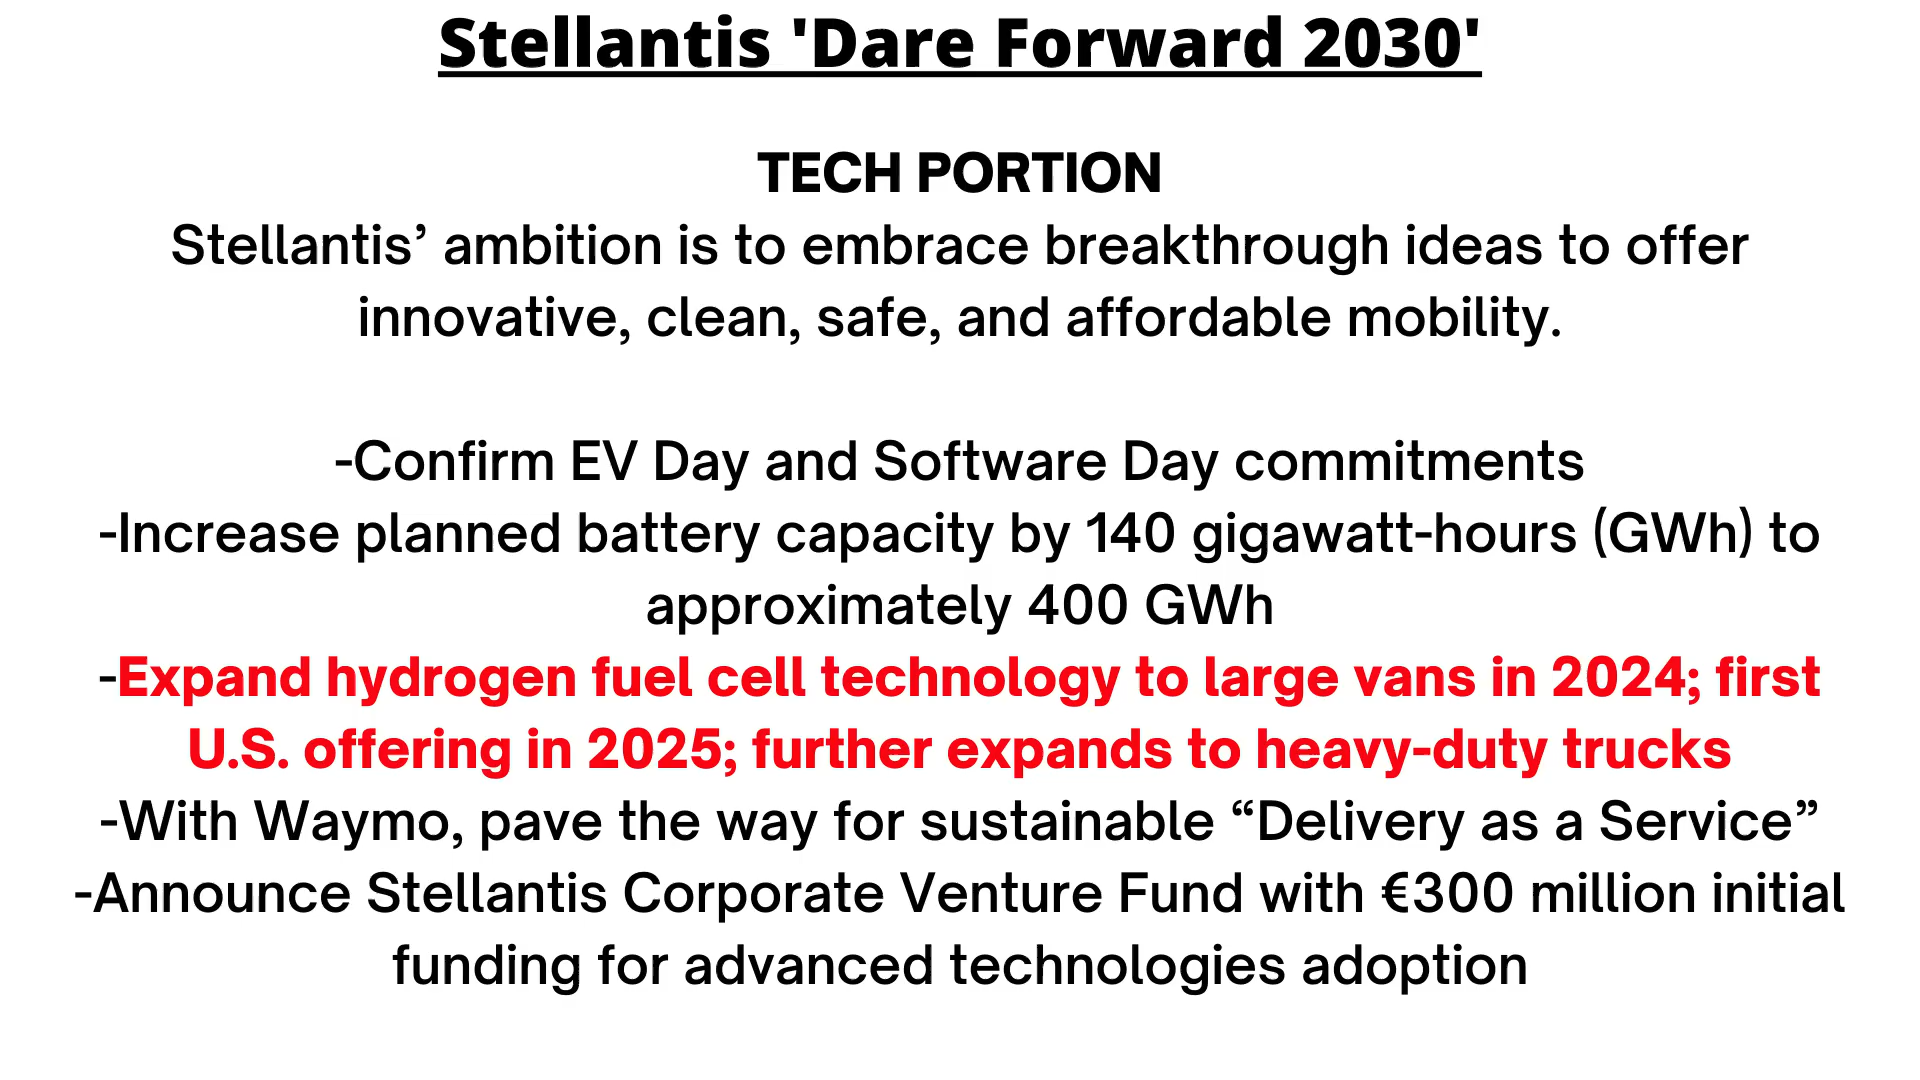 Stellantis 'Dare Forward 2030'
TECH PORTION
Stellantis’ ambition is to embrace breakthrough ideas to offer
innovative, clean, safe, and affordable mobility.
-Confirm EV Day and Software Day commitments
-Increase planned battery capacity by 140 gigawatt-hours (GWh) to
approximately 400 GWh
-Expand hydrogen fuel cell technology to large vans in 2024; first
U.S. offering in 2025; further expands to heavy-duty trucks
-With Waymo, pave the way for sustainable “Delivery as a Service”
-Announce Stellantis Corporate Venture Fund with €300 million initial
funding for advanced technologies adoption